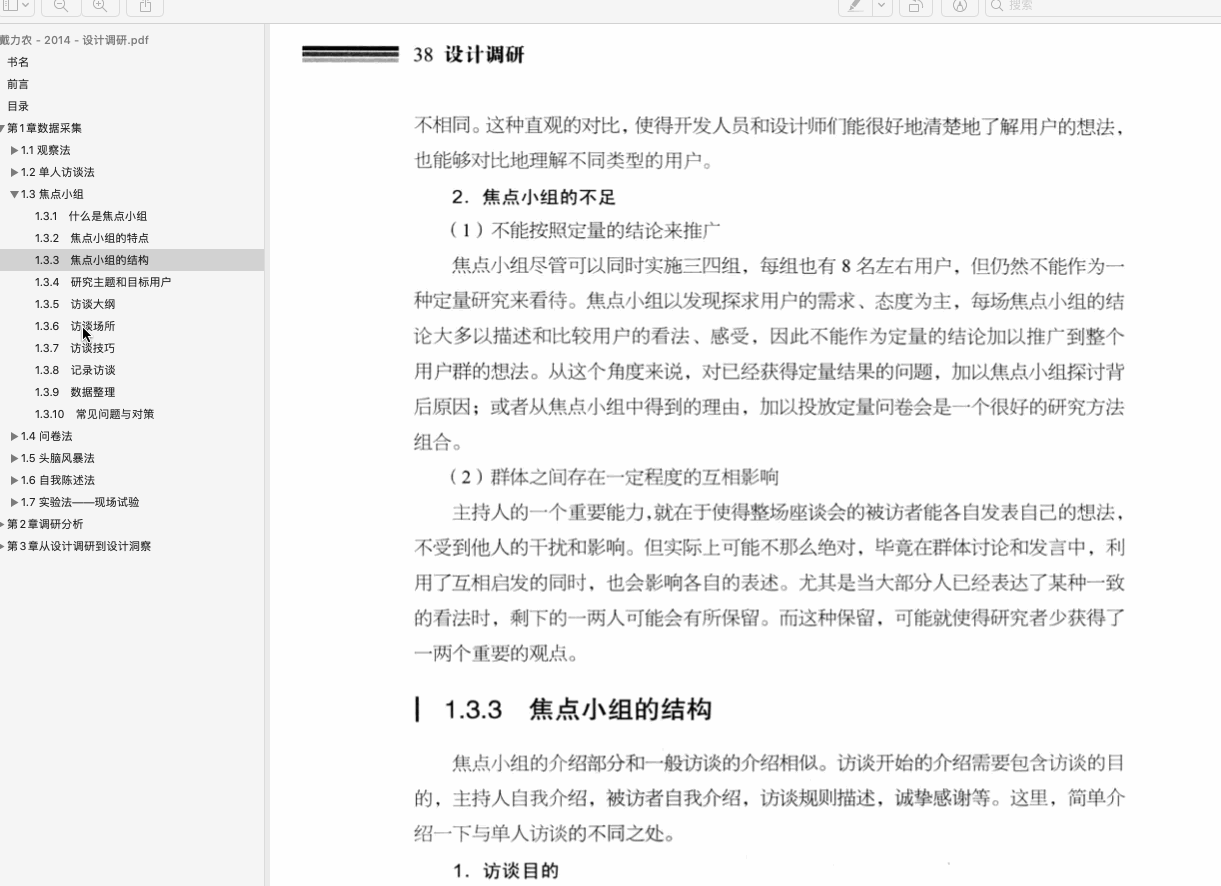 搜索
戴力农 - 2014 - 设计调研.pdf
书名
前言
目录
第1章数据采集
1.1 观察法
1.2 单人访谈法
1.3 焦点小组
1.3.1 什么是焦点小组
1.3.2 焦点小组的特点
1.3.3 焦点小组的结构
1.3.4 研究主题和目标用户
1.3.5 访谈大纲
1.3.6 访谈场所
1.3.7 访谈技巧
1.3.8 记录访谈
1.3.9 数据整理
1.3.10 常见问题与对策
1.4 问卷法
1.5 头脑风暴法
1.6 自我陈述法
1.7 实验法——现场试验
第2章调研分析
第3章从设计调研到设计洞察
38 设计调研
不相同。这种直观的对比，使得开发人员和设计师们能很好地清楚地了解用户的想法，
也能够对比地理解不同类型的用户。
2．焦点小组的不足
（1）不能按照定量的结论来推广
焦点小组尽管可以同时实施三四组，每组也有 8 名左右用户，但仍然不能作为一
种定量研究来看待。焦点小组以发现探求用户的需求、态度为主，每场焦点小组的结
论大多以描述和比较用户的看法、感受，因此不能作为定量的结论加以推广到整个
用户群的想法。从这个角度来说，对已经获得定量结果的问题，加以焦点小组探讨背
后原因；或者从焦点小组中得到的理由，加以投放定量问卷会是一个很好的研究方法
组合。
（2）群体之间存在一定程度的互相影响
主持人的一个重要能力，就在于使得整场座谈会的被访者能各自发表自己的想法，
不受到他人的干扰和影响。但实际上可能不那么绝对，毕竟在群体讨论和发言中，利
用了互相启发的同时，也会影响各自的表述。尤其是当大部分人已经表达了某种一致
的看法时，剩下的一两人可能会有所保留。而这种保留，可能就使得研究者少获得了
一两个重要的观点。
1.3.3 焦点小组的结构
焦点小组的介绍部分和一般访谈的介绍相似。访谈开始的介绍需要包含访谈的目
的，主持人自我介绍，被访者自我介绍，访谈规则描述，诚挚感谢等。这里，简单介
绍一下与单人访谈的不同之处。
1．访谈目的